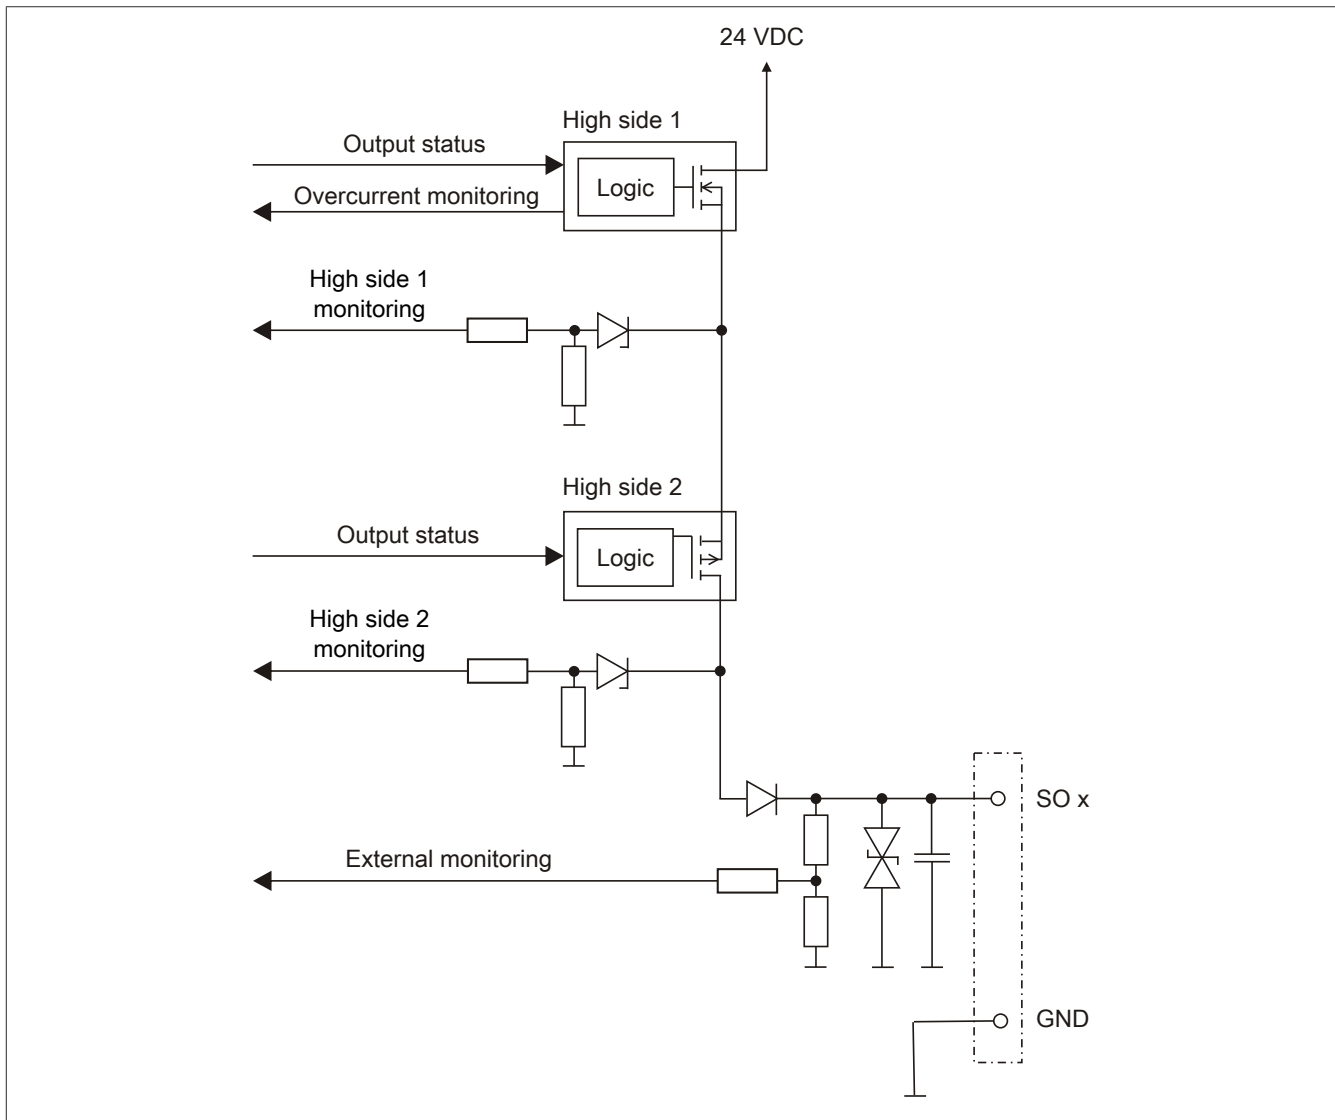 24 VDC
High side 1
Output status
Logic
Overcurrent monitoring
High side 1
monitoring
High side 2
Output status
Logic
High side 2
monitoring
SO x
External monitoring
GND